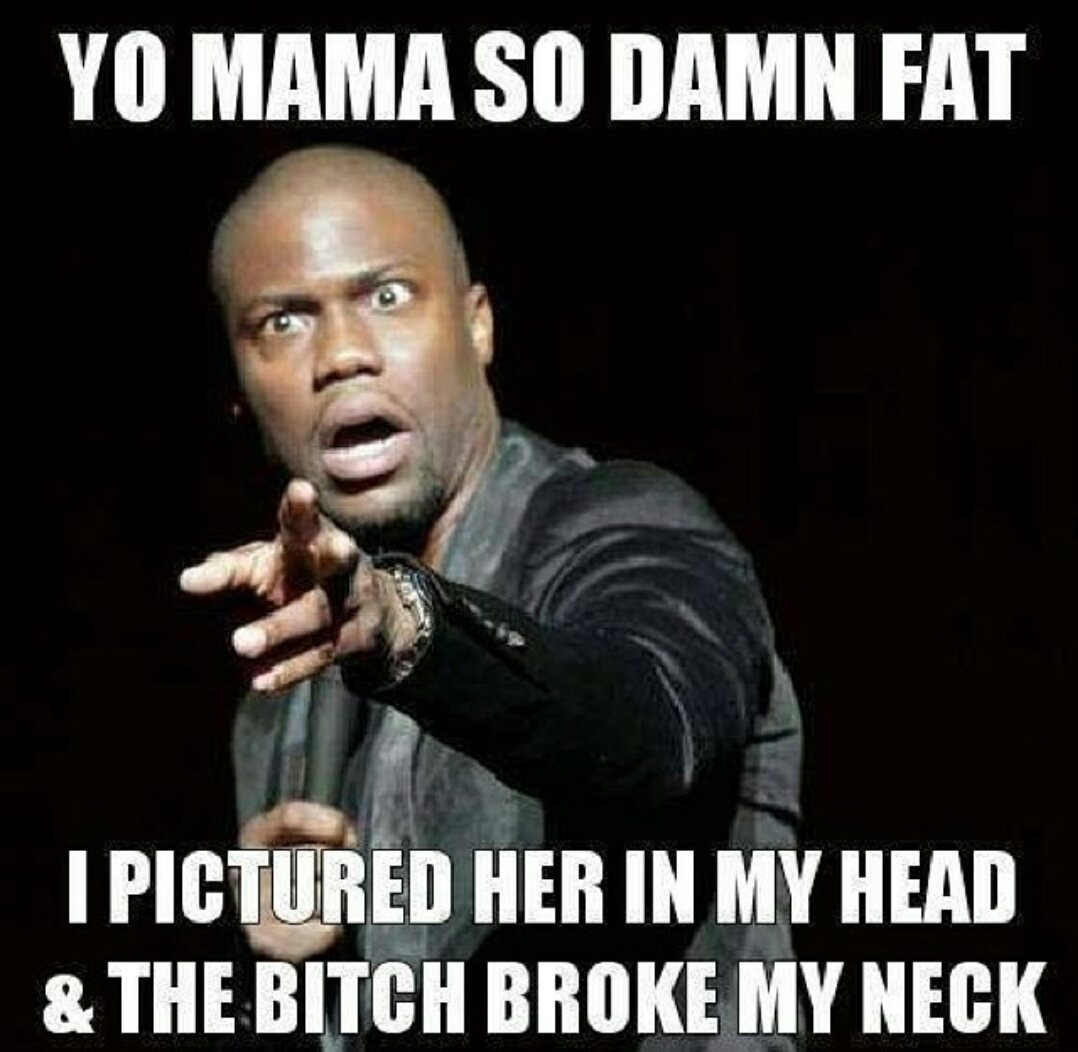 YO MAMA SO DAMN FAT
I PICTURED HER IN MY HEAD
& THE BITCH BROKE MY NECK